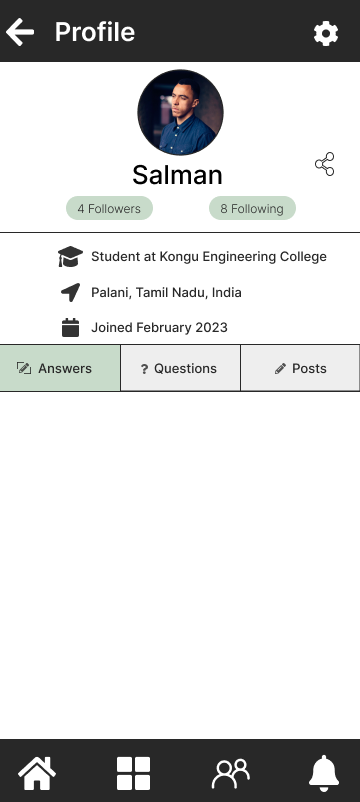 Profile
Salman
4 Followers
8 Following
Student at Kongu Engineering College
Palani, Tamil Nadu, India
Joined February 2023
Answers
? Questions
Posts